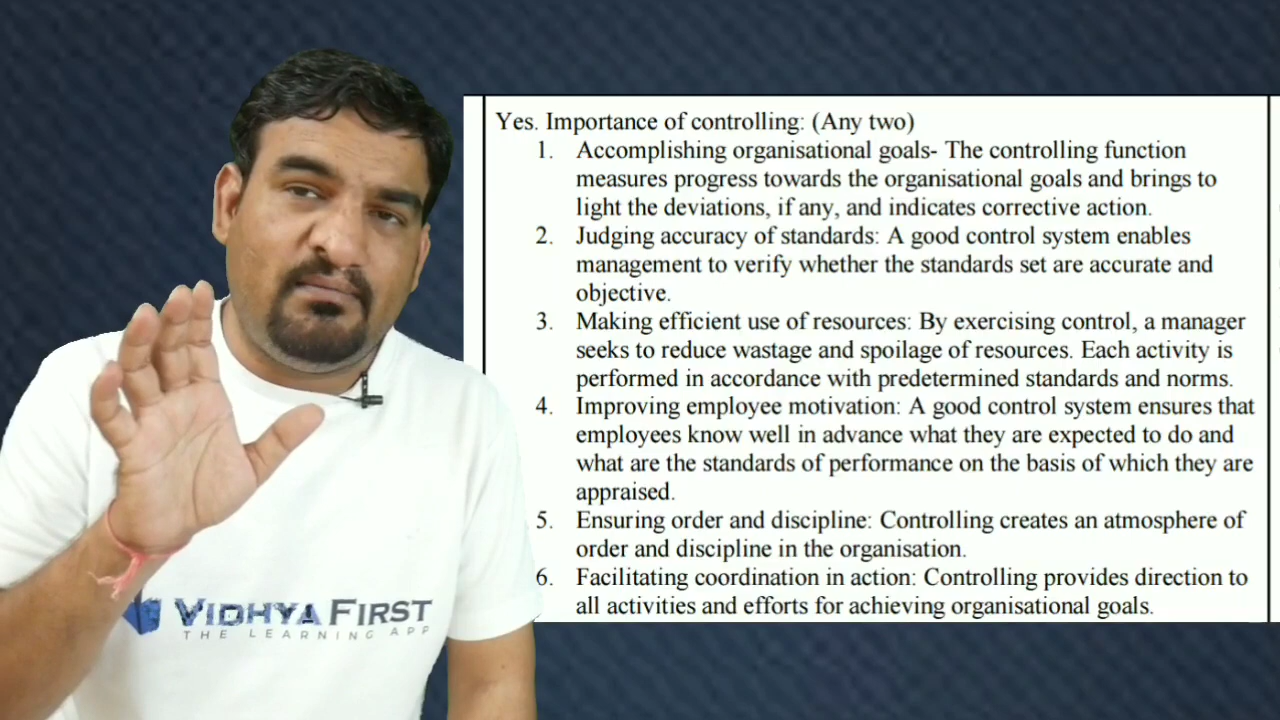 Yes. Importance of controlling: (Any two)
1. Accomplishing organisational goals- The controlling function
measures progress towards the organisational goals and brings to
light the deviations, if any, and indicates corrective action.
2. Judging accuracy of standards: A good control system enables
management to verify whether the standards set are accurate and
objective.
3. Making efficient use of resources: By exercising control, a manager
seeks to reduce wastage and spoilage of resources. Each activity is
performed in accordance with predetermined standards and norms.
4. Improving employee motivation: A good control system ensures that
employees know well in advance what they are expected to do and
what are the standards of performance on the basis of which they are
appraised.
5. Ensuring order and discipline: Controlling creates an atmosphere of
order and discipline in the organisation.
6. Facilitating coordination in action: Controlling provides direction to
all activities and efforts for achieving organisational goals.
VIDHYA FIRST
THE LEARNING APP